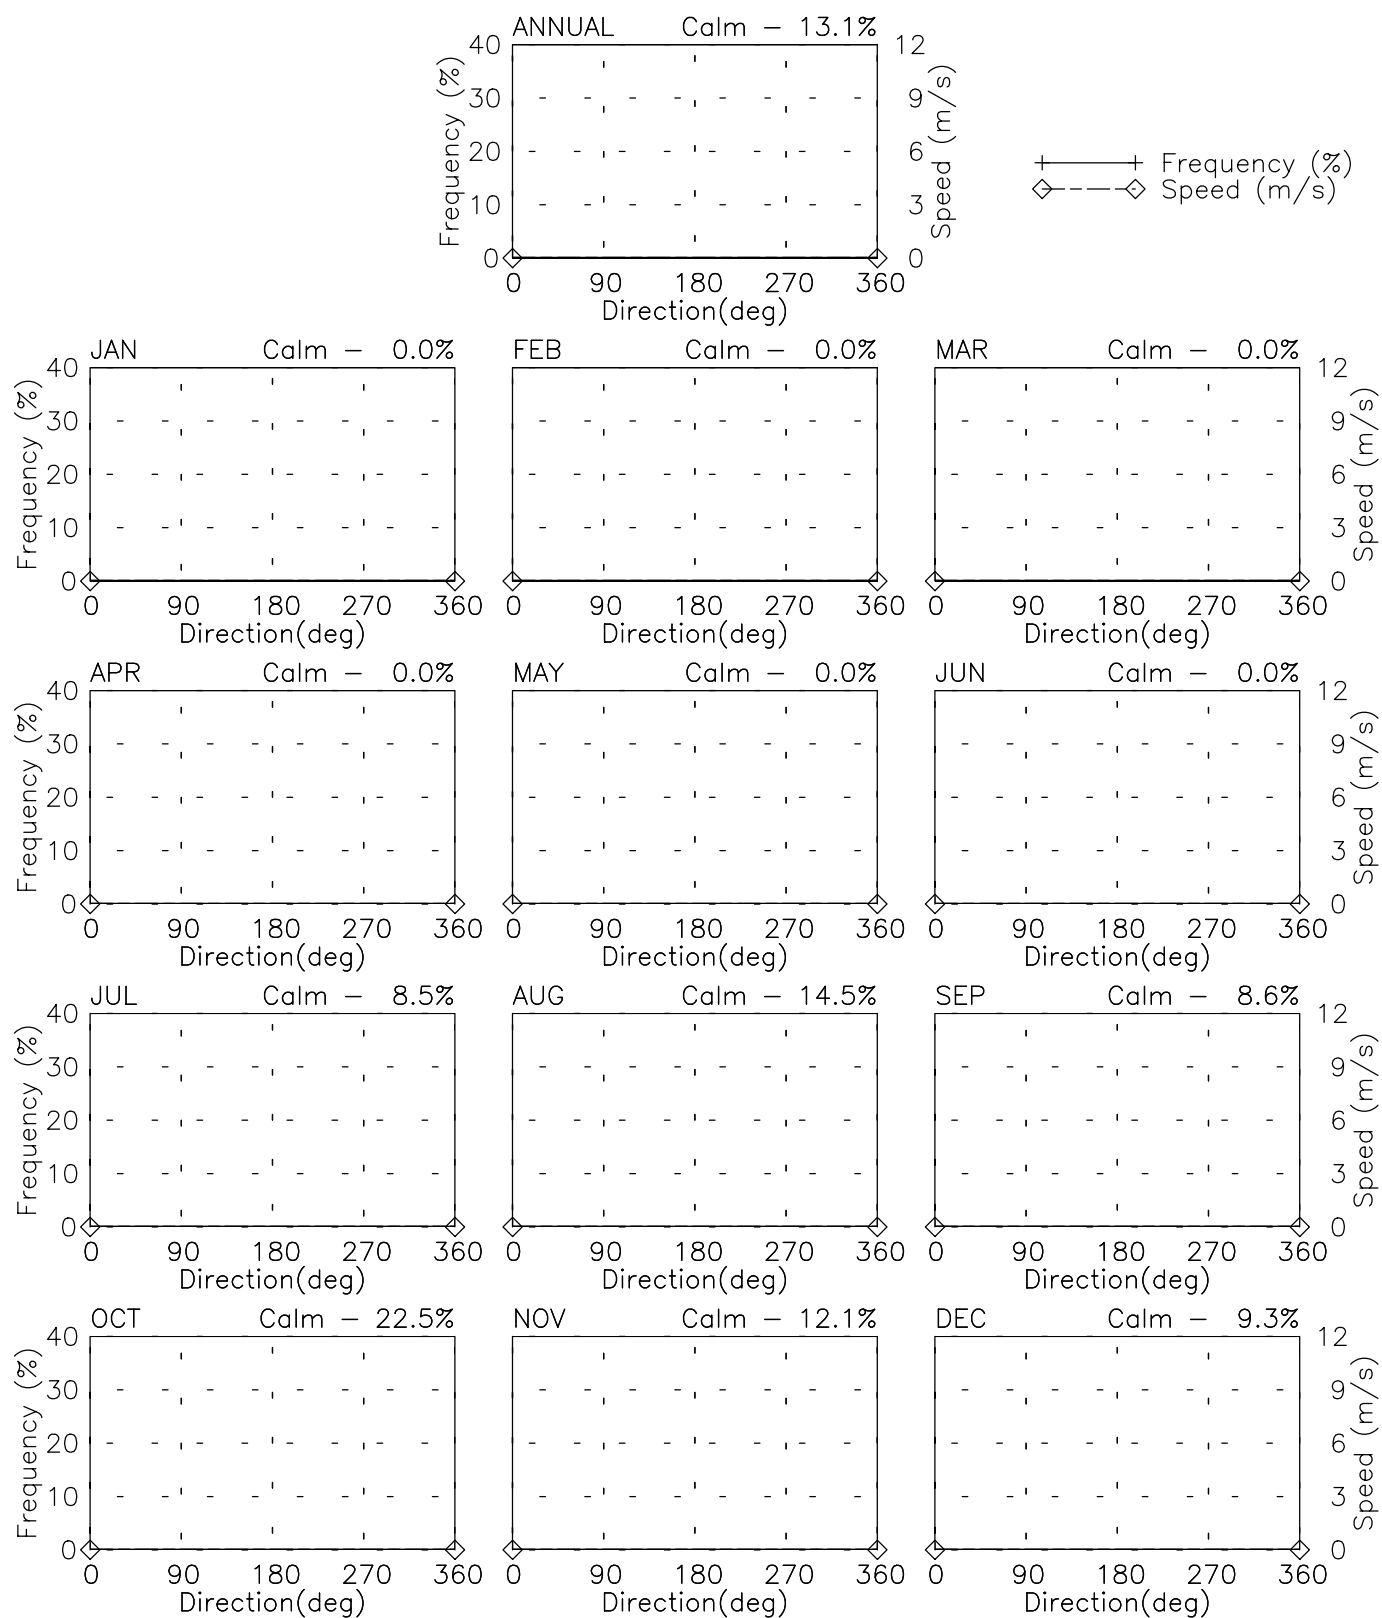 ANNUAL Calm - 13.1%
40 12
30 9
20 6
10 3
0 0
0 90 180 270 360
Direction(deg)
Frequency (%)
Speed (m/s)
Frequency (%)
Speed (m/s)
JAN Calm - 0.0% FEB Calm - 0.0% MAR Calm - 0.0%
40 12
30 9
20 6
10 3
0 0
0 90 180 270 360 0 90 180 270 360 0 90 180 270 360
Direction(deg) Direction(deg) Direction(deg)
Frequency (%)
Speed (m/s)
APR Calm - 0.0% MAY Calm - 0.0% JUN Calm - 0.0%
40 12
30 9
20 6
10 3
0 0
0 90 180 270 360 0 90 180 270 360 0 90 180 270 360
Direction(deg) Direction(deg) Direction(deg)
Frequency (%)
Speed (m/s)
JUL Calm - 8.5% AUG Calm - 14.5% SEP Calm - 8.6%
40 12
30 9
20 6
10 3
0 0
0 90 180 270 360 0 90 180 270 360 0 90 180 270 360
Direction(deg) Direction(deg) Direction(deg)
Frequency (%)
Speed (m/s)
OCT Calm - 22.5% NOV Calm - 12.1% DEC Calm - 9.3%
40 12
30 9
20 6
10 3
0 0
0 90 180 270 360 0 90 180 270 360 0 90 180 270 360
Direction(deg) Direction(deg) Direction(deg)
Frequency (%)
Speed (m/s)